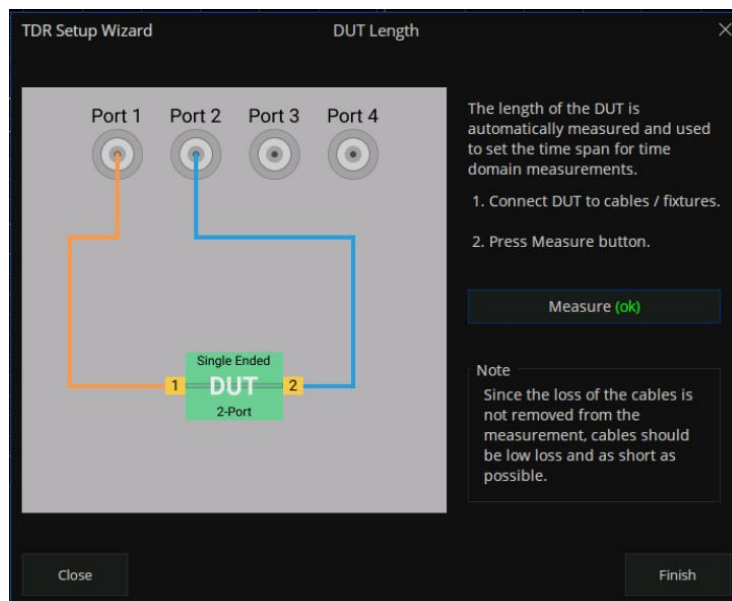 TDR Setup Wizard
DUT Length
Port 1
Port 2
Port 3
Port 4
Single Ended
1
DUT
2
2-Port
The length of the DUT is
automatically measured and used
to set the time span for time
domain measurements.
1. Connect DUT to cables / fixtures.
2. Press Measure button.
Measure (ok)
Note
Since the loss of the cables is
not removed from the
measurement, cables should
be low loss and as short as
possible.
Close
Finish